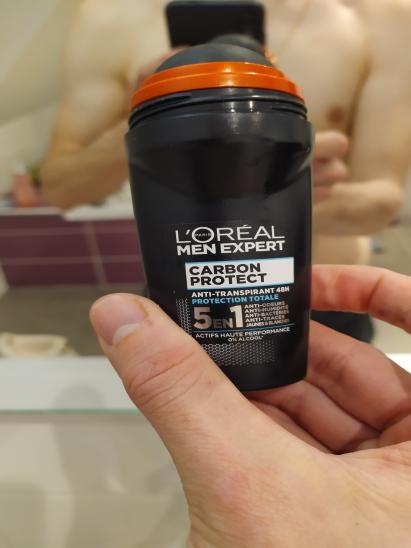 L'ORÉAL
PARIS
MEN EXPERT
CARBON
PROTECT
ANTI-TRANSPIRANT 48H
PROTECTION TOTALE
5 EN 1
ANTI-ODEURS
ANTI-HUMIDITÉ
ANTI-BACTÉRIES
ANTI-TRACES
JAUNES & BLANCHES
ACTIFS HAUTE PERFORMANCE
0% ALCOOL*